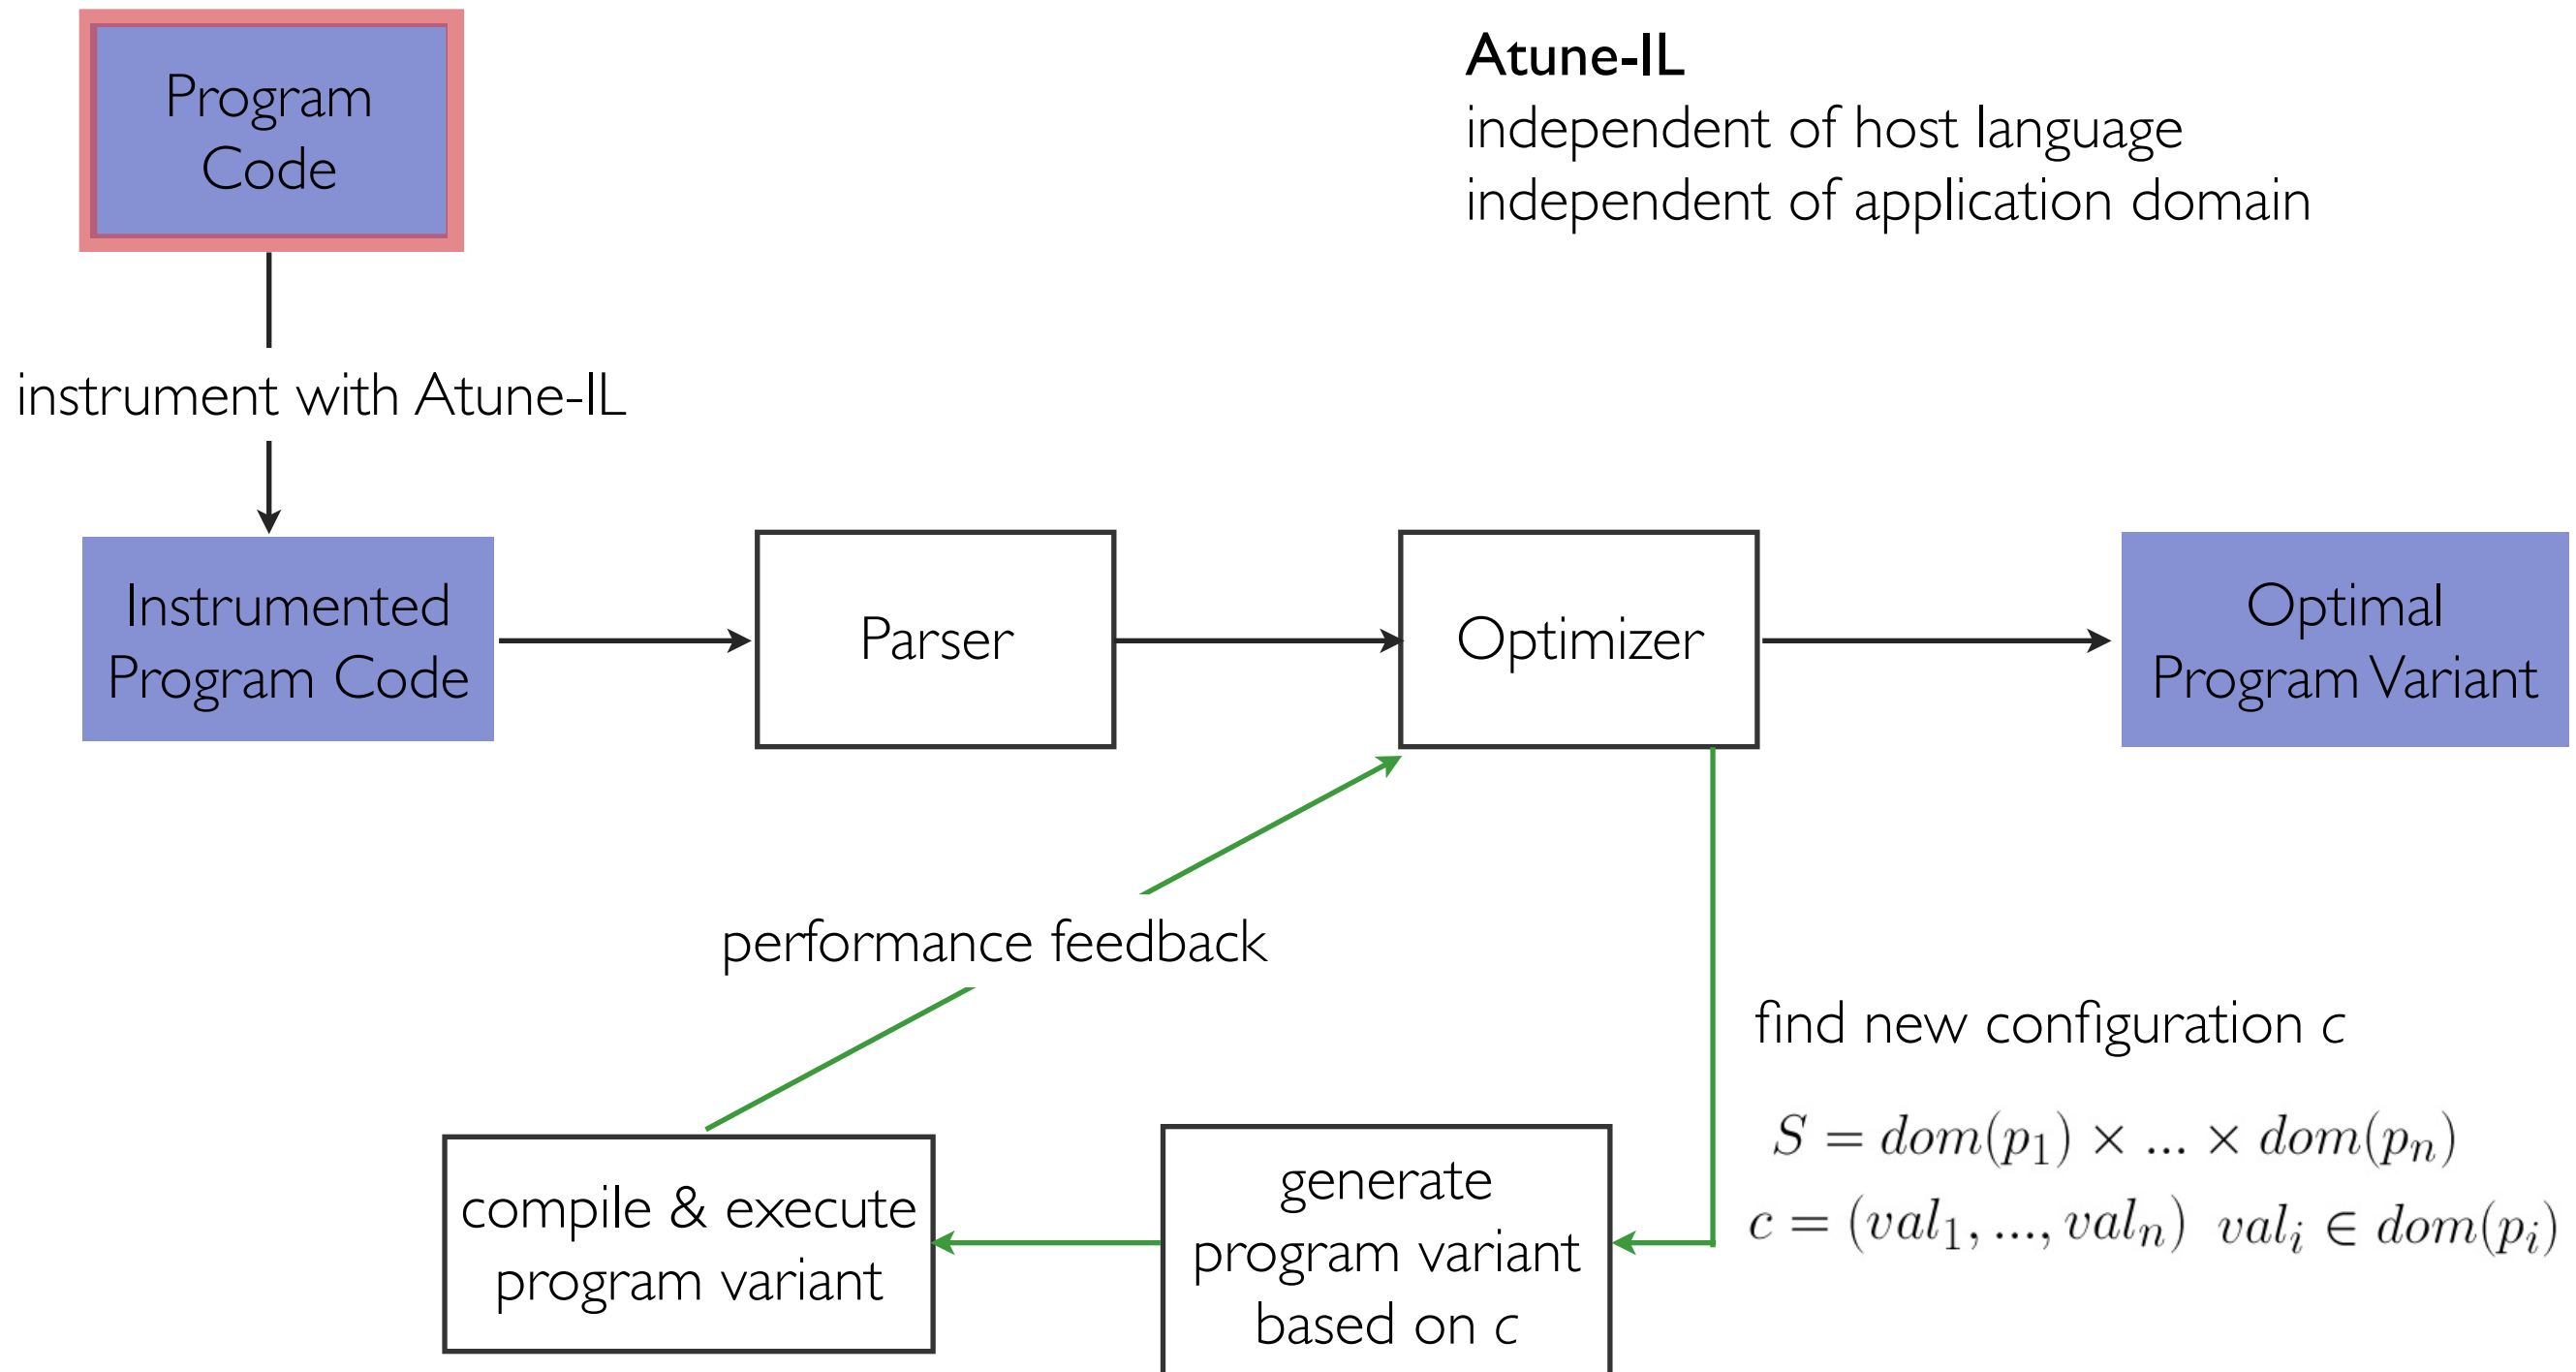 Program
Code
Atune-IL
independent of host language
independent of application domain
instrument with Atune-IL
Instrumented
Program Code
Parser
Optimizer
Optimal
Program Variant
performance feedback
find new configuration c
S = dom(p₁) × ... × dom(pₙ)
c = (val₁, ..., valₙ) valᵢ ∈ dom(pᵢ)
generate
program variant
based on c
compile & execute
program variant